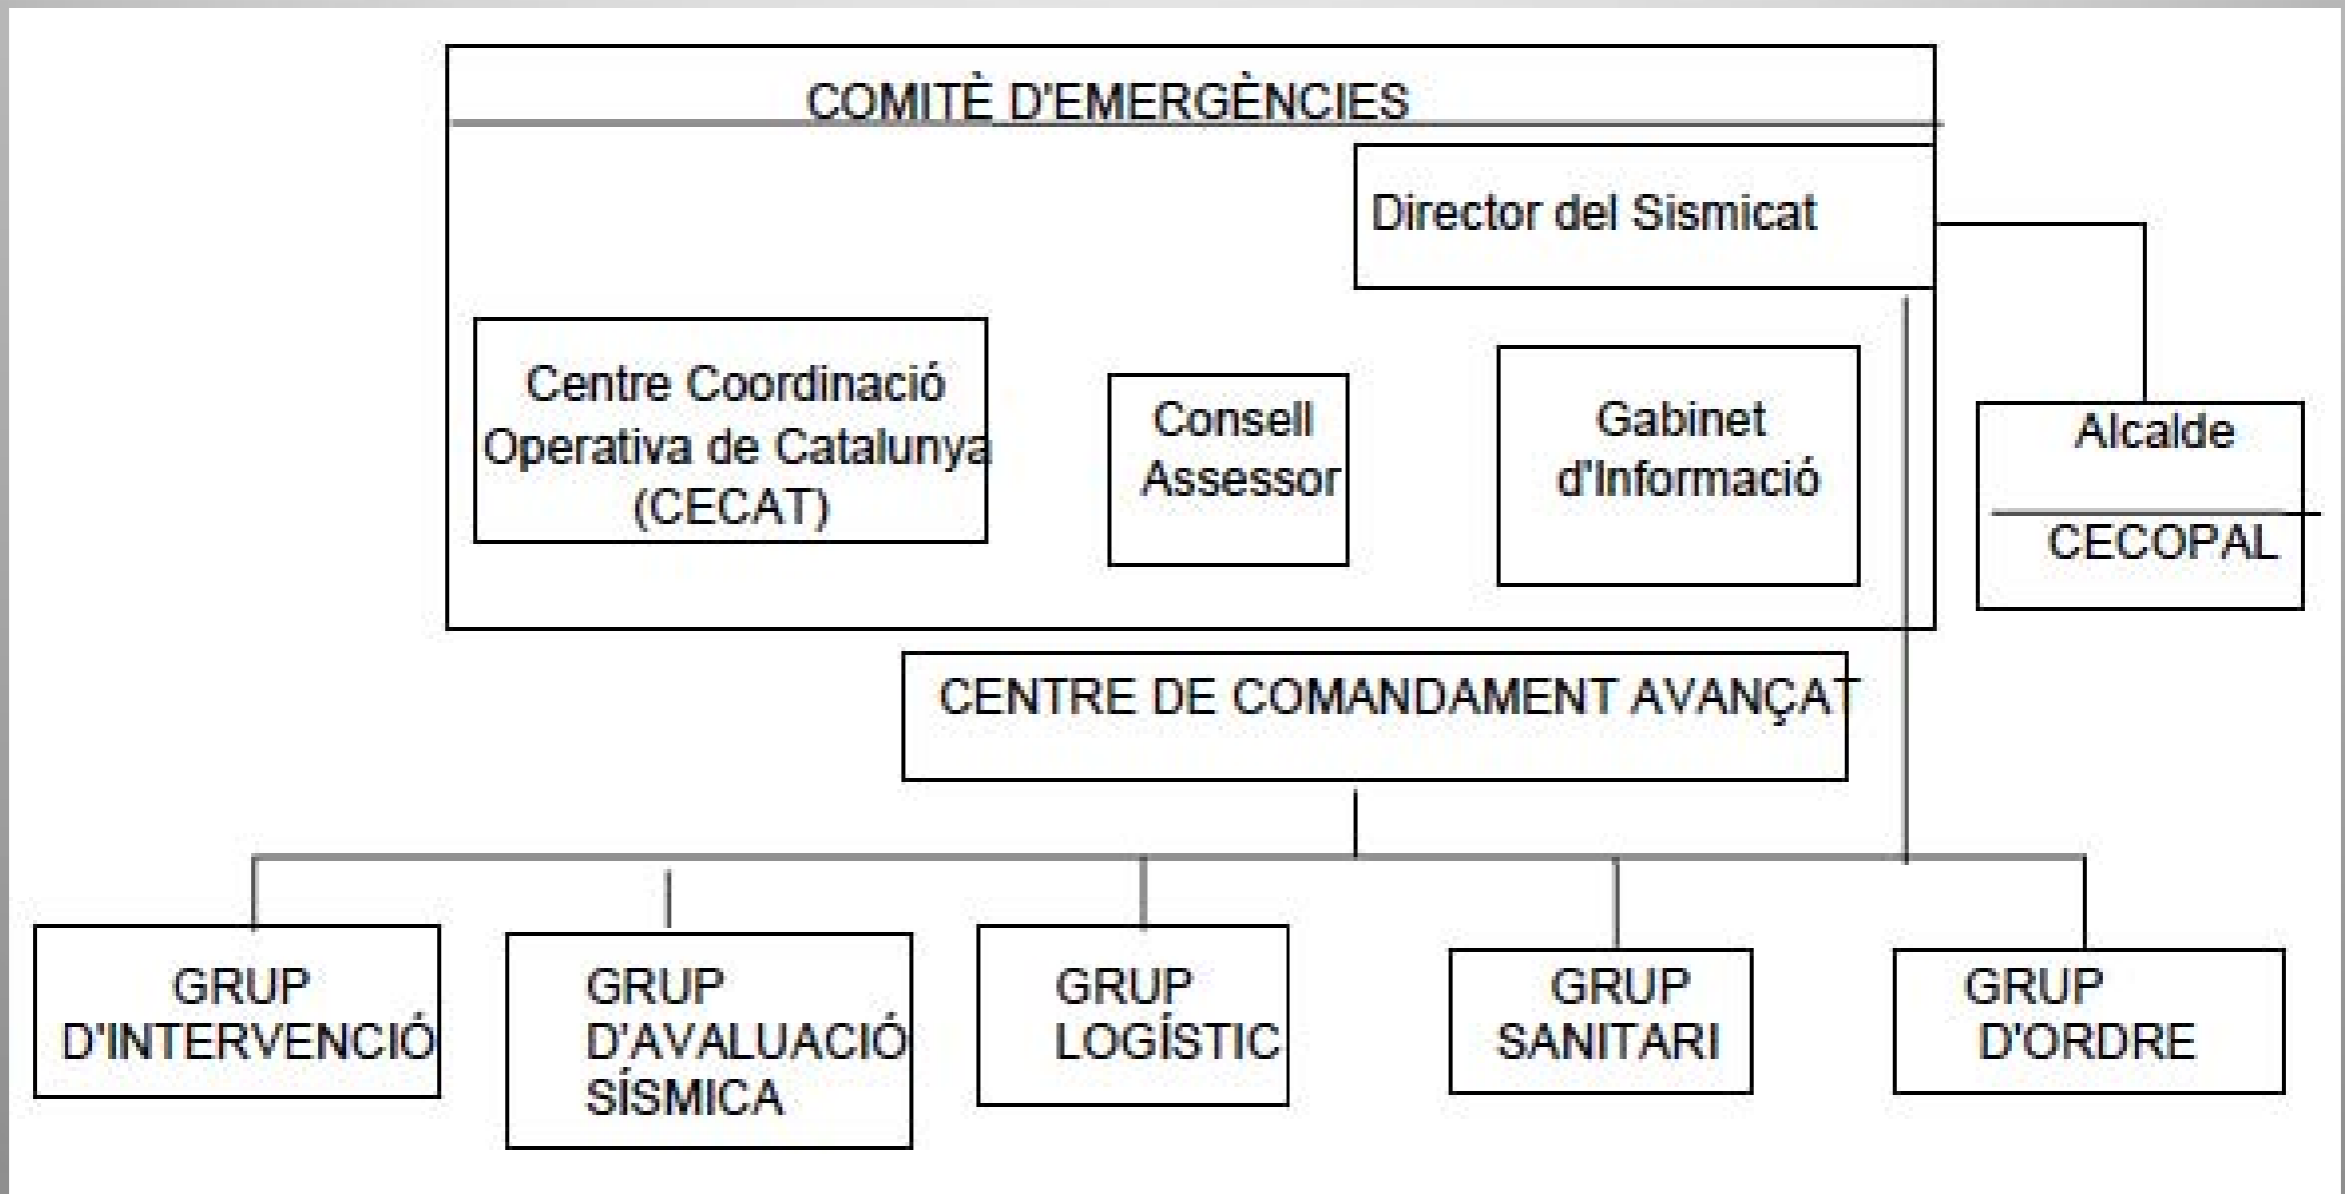 COMITÈ D'EMERGÈNCIES
Director del Sismicat
Centre Coordinació
Operativa de Catalunya
(CECAT)
Consell
Assessor
Gabinet
d'Informació
Alcalde
CECOPAL
CENTRE DE COMANDAMENT AVANÇAT
GRUP
D'INTERVENCIÓ
GRUP
D'AVALUACIÓ
SÍSMICA
GRUP
LOGÍSTIC
GRUP
SANITARI
GRUP
D'ORDRE